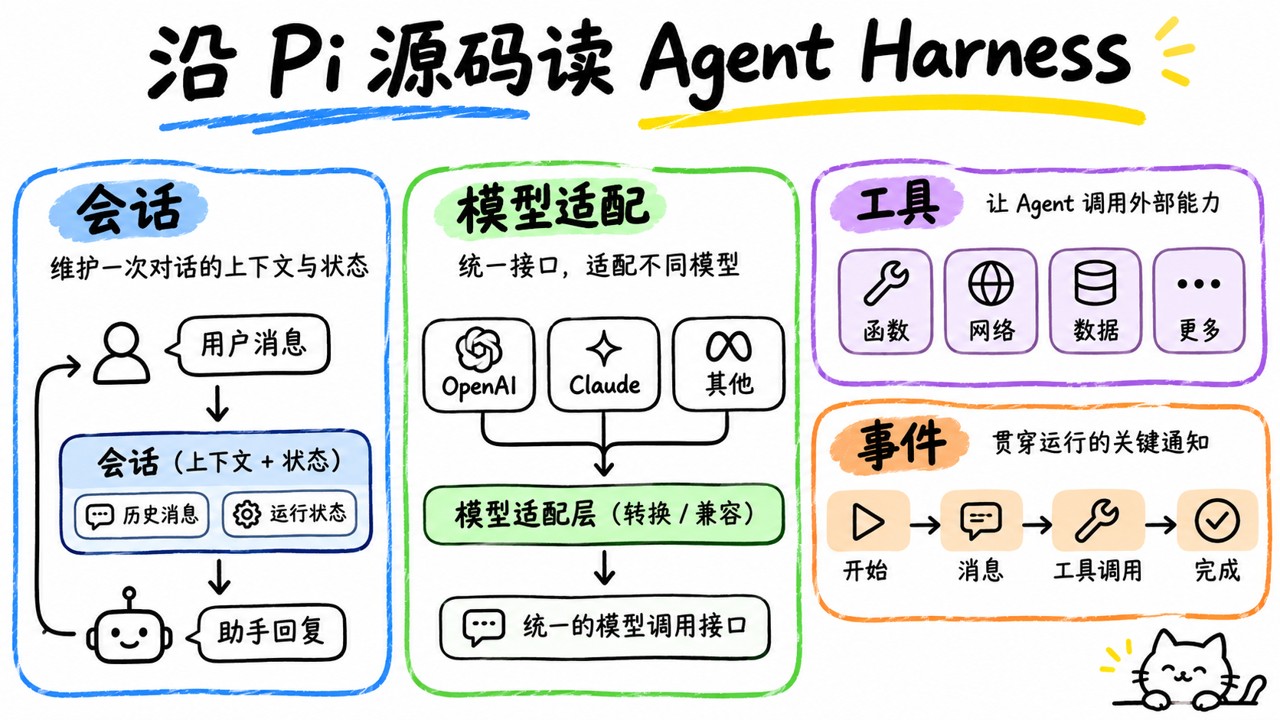 沿 Pi 源码读 Agent Harness
会话
维护一次对话的上下文与状态
用户消息
会话（上下文 + 状态）
历史消息
运行状态
助手回复
模型适配
统一接口，适配不同模型
OpenAI
Claude
其他
模型适配层（转换 / 兼容）
统一的模型调用接口
工具
让 Agent 调用外部能力
函数
网络
数据
更多
事件
贯穿运行的关键通知
开始
消息
工具调用
完成